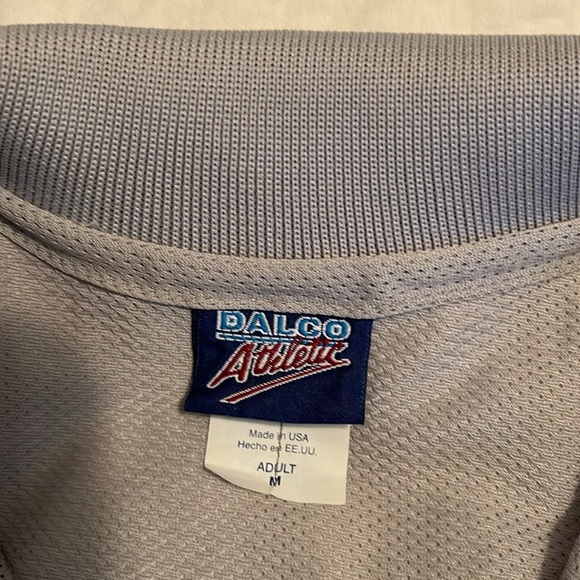 DALCO
Athletic
Made in USA
Hecho en EE.UU.
ADULT
M